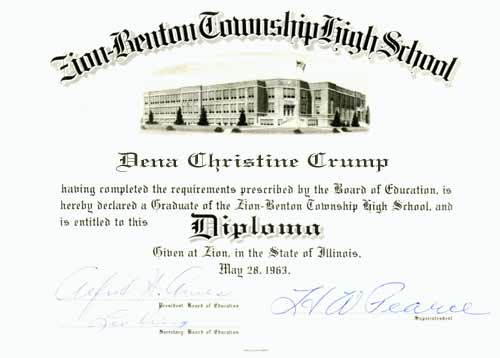 Zion-Benton Township High School
Dena Christine Crump
having completed the requirements prescribed by the Board of Education, is
hereby declared a Graduate of the Zion-Benton Township High School, and
is entitled to this Diploma
Given at Zion, in the State of Illinois,
May 28, 1963.
Alfred H.
President, Board of Education
H W Pearce
Superintendent
Secretary, Board of Education